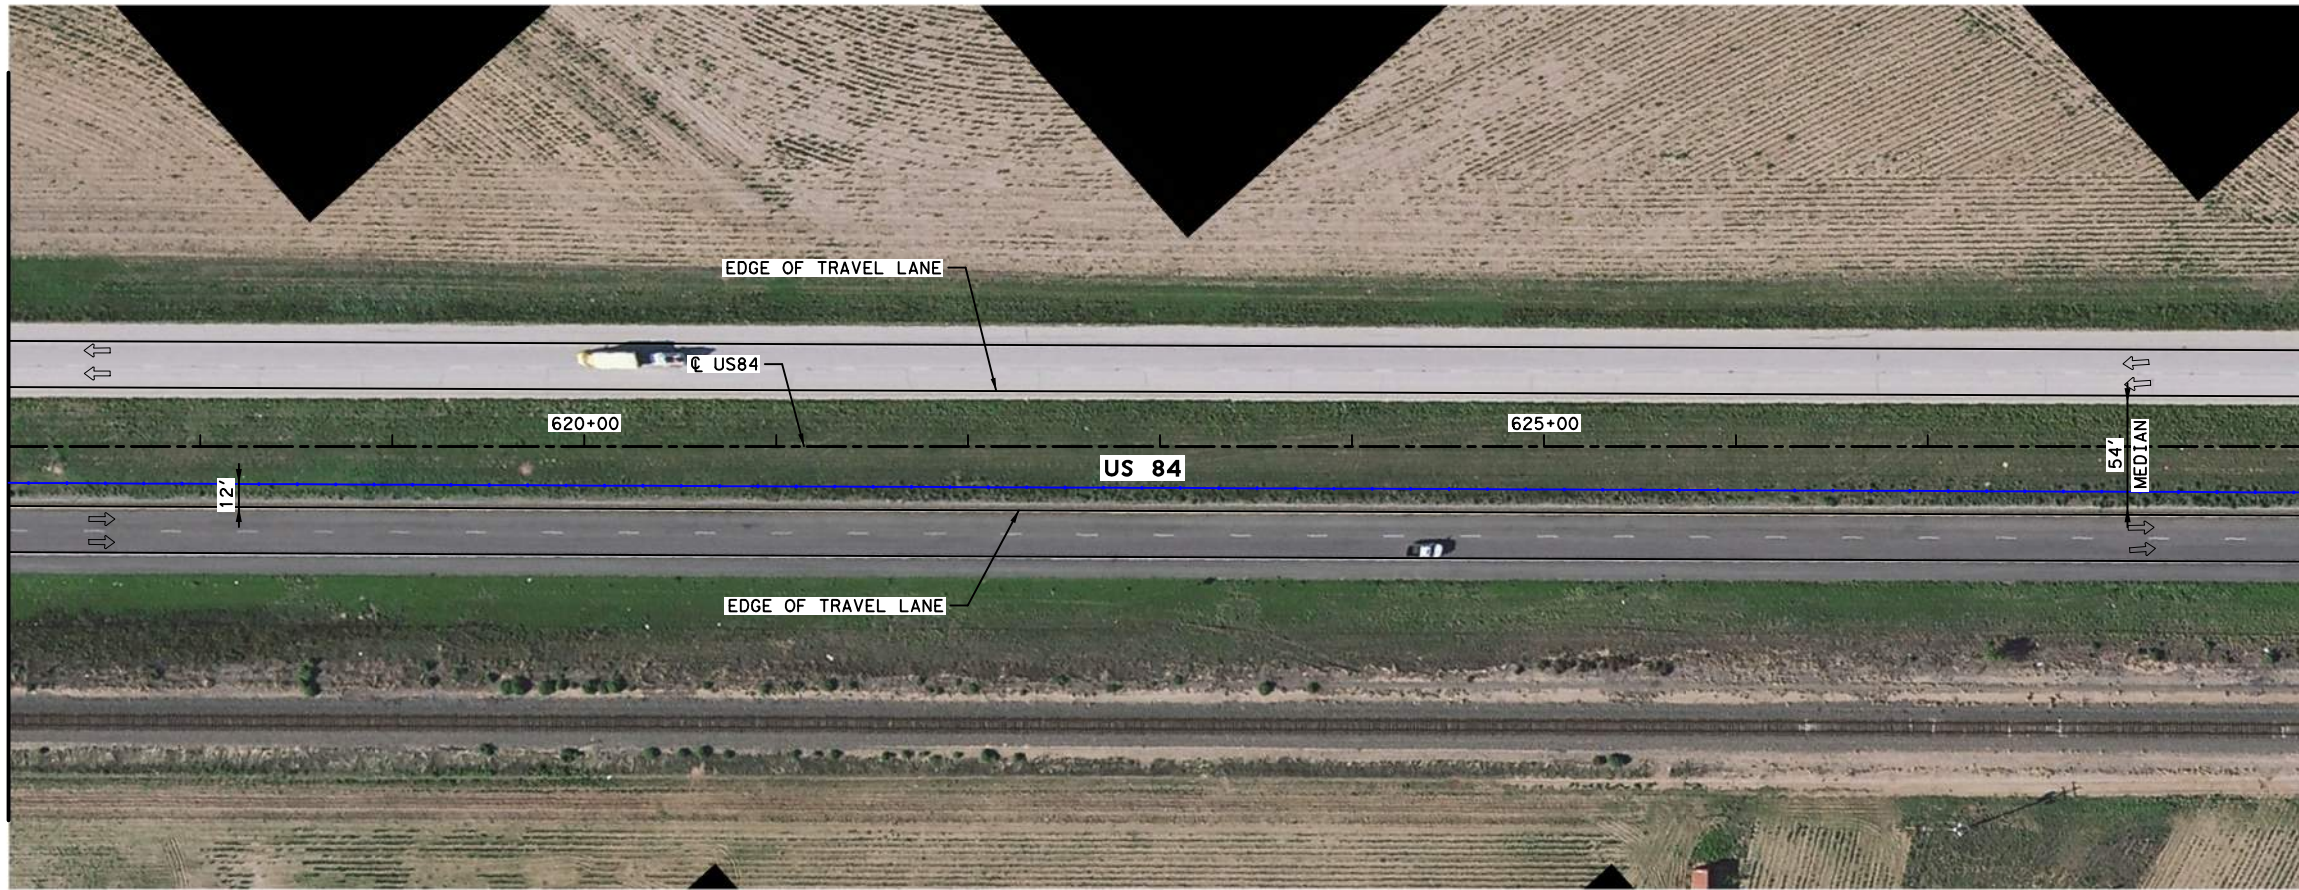 EDGE OF TRAVEL LANE
℄ US84
620+00
625+00
US 84
12'
54'
MEDIAN
EDGE OF TRAVEL LANE